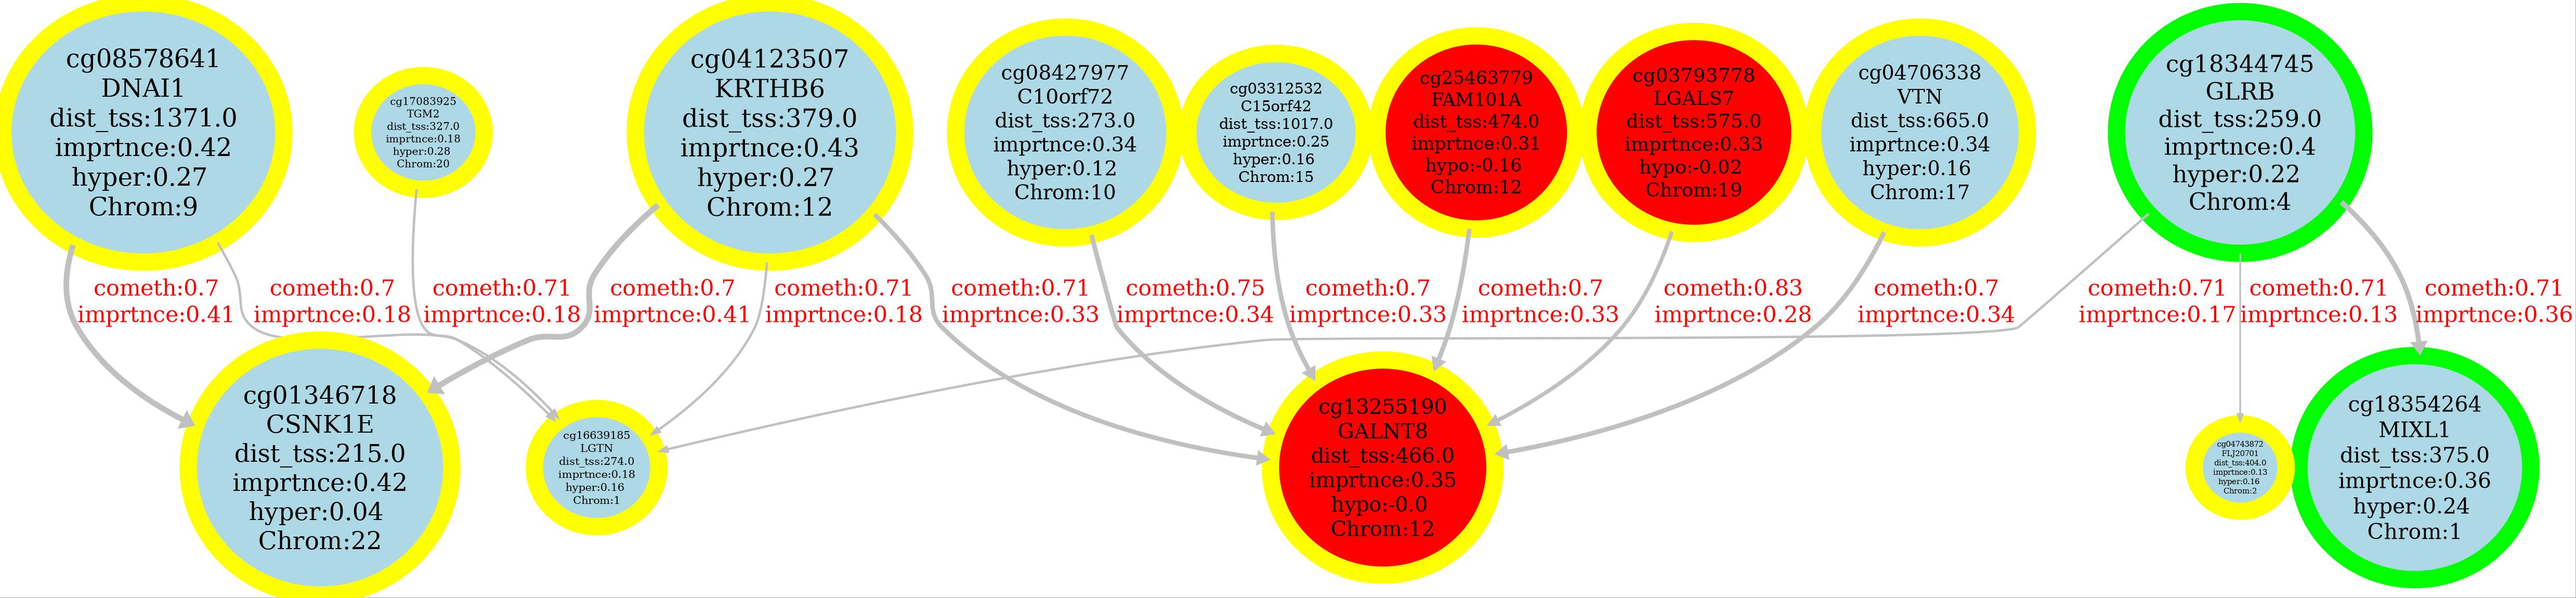 cg08578641
DNAI1
dist_tss:1371.0
imprtnce:0.42
hyper:0.27
Chrom:9
cg17083925
TGM2
dist_tss:327.0
imprtnce:0.18
hyper:0.28
Chrom:20
cg04123507
KRTHB6
dist_tss:379.0
imprtnce:0.43
hyper:0.27
Chrom:12
cg08427977
C10orf72
dist_tss:273.0
imprtnce:0.34
hyper:0.12
Chrom:10
cg03312532
C15orf42
dist_tss:1017.0
imprtnce:0.25
hyper:0.16
Chrom:15
cg25463779
FAM101A
dist_tss:474.0
imprtnce:0.31
hypo:-0.16
Chrom:12
cg03793778
LGALS7
dist_tss:575.0
imprtnce:0.33
hypo:-0.02
Chrom:19
cg04706338
VTN
dist_tss:665.0
imprtnce:0.34
hyper:0.16
Chrom:17
cg18344745
GLRB
dist_tss:259.0
imprtnce:0.4
hyper:0.22
Chrom:4
cometh:0.7
imprtnce:0.41
cometh:0.7
imprtnce:0.18
cometh:0.71
imprtnce:0.18
cometh:0.7
imprtnce:0.41
cometh:0.71
imprtnce:0.18
cometh:0.71
imprtnce:0.33
cometh:0.75
imprtnce:0.34
cometh:0.7
imprtnce:0.33
cometh:0.7
imprtnce:0.33
cometh:0.83
imprtnce:0.28
cometh:0.7
imprtnce:0.34
cometh:0.71
imprtnce:0.17
cometh:0.71
imprtnce:0.13
cometh:0.71
imprtnce:0.36
cg01346718
CSNK1E
dist_tss:215.0
imprtnce:0.42
hyper:0.04
Chrom:22
cg16639185
LGTN
dist_tss:274.0
imprtnce:0.18
hyper:0.16
Chrom:1
cg13255190
GALNT8
dist_tss:466.0
imprtnce:0.35
hypo:-0.0
Chrom:12
cg04743872
FLJ20701
dist_tss:404.0
imprtnce:0.13
hyper:0.16
Chrom:2
cg18354264
MIXL1
dist_tss:375.0
imprtnce:0.36
hyper:0.24
Chrom:1